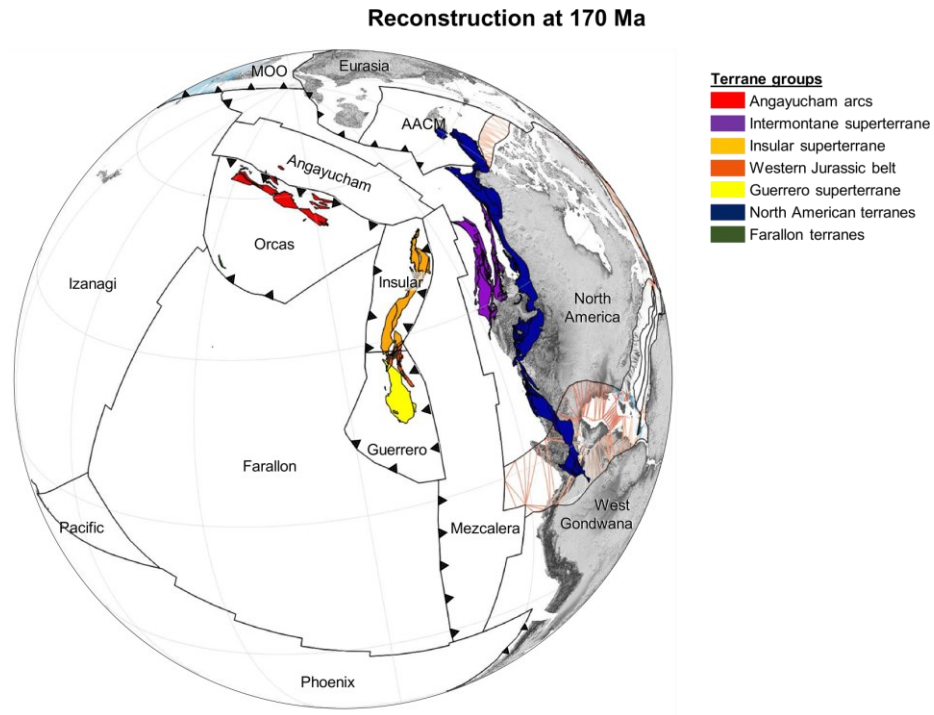 Reconstruction at 170 Ma
MOO
Eurasia
AACM
Angayucham
Orcas
Izanagi
Insular
North
America
Guerrero
Farallon
West
Gondwana
Pacific
Mezcalera
Phoenix
Terrane groups
Angayucham arcs
Intermontane superterrane
Insular superterrane
Western Jurassic belt
Guerrero superterrane
North American terranes
Farallon terranes